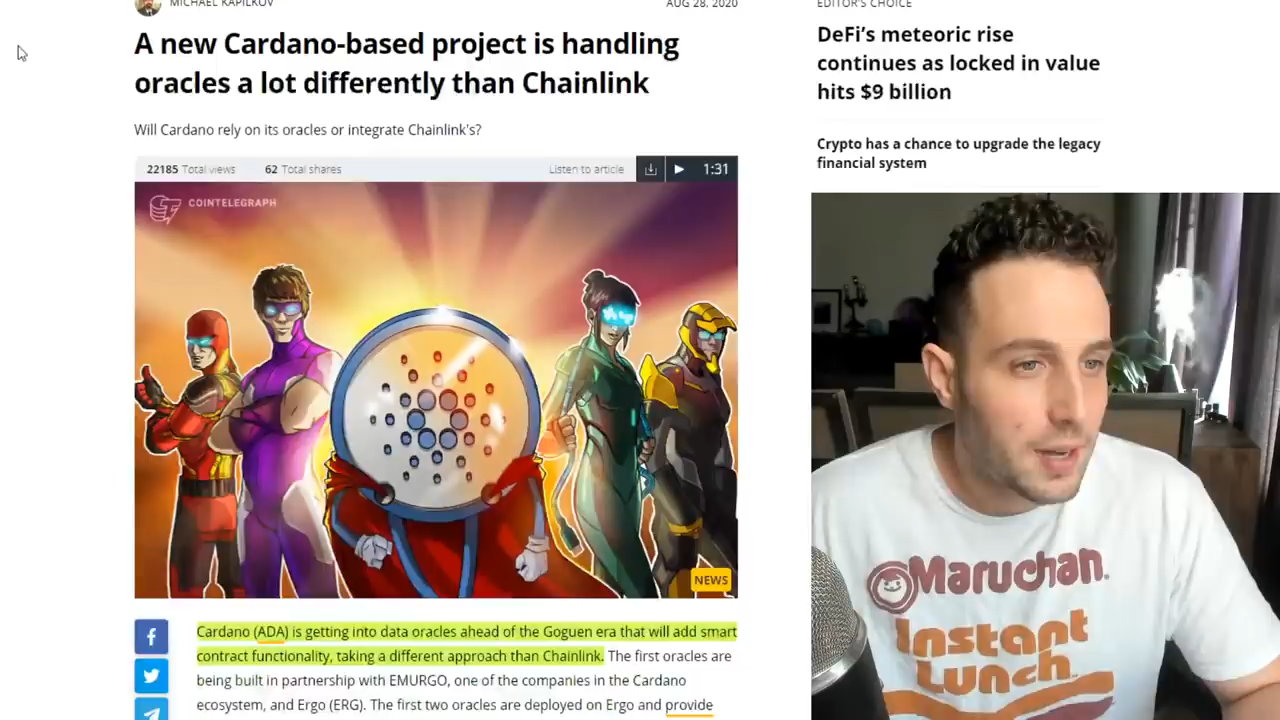 MICHAEL KAPILKOV
AUG 28, 2020
A new Cardano-based project is handling
oracles a lot differently than Chainlink
Will Cardano rely on its oracles or integrate Chainlink's?
22185 Total views
62 Total shares
Listen to article
1:31
COINTELEGRAPH
NEWS
Cardano (ADA) is getting into data oracles ahead of the Goguen era that will add smart
contract functionality, taking a different approach than Chainlink. The first oracles are
being built in partnership with EMURGO, one of the companies in the Cardano
ecosystem, and Ergo (ERG). The first two oracles are deployed on Ergo and provide
EDITOR'S CHOICE
DeFi’s meteoric rise
continues as locked in value
hits $9 billion
Crypto has a chance to upgrade the legacy
financial system
Maruchan.
Instant
Lunch